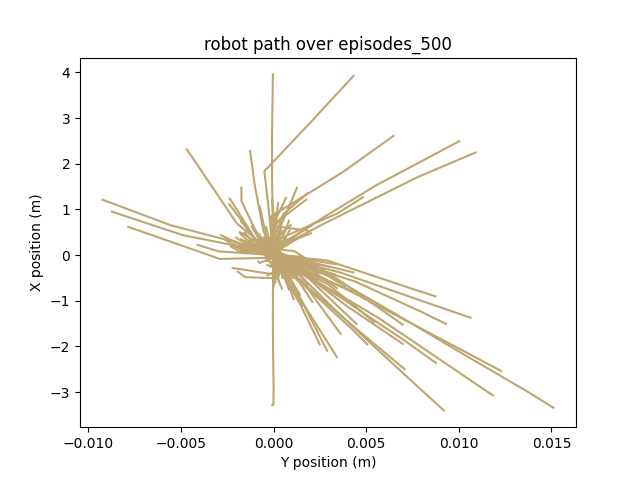 robot path over episodes_500
4
3
2
1
0
−1
−2
−3
X position (m)
−0.010 −0.005 0.000 0.005 0.010 0.015
Y position (m)